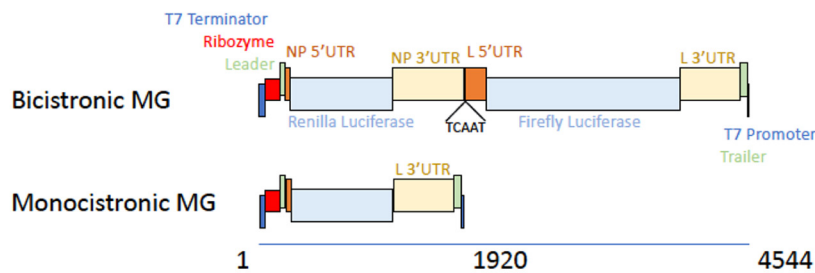 T7 Terminator
Ribozyme
Leader
NP 5'UTR
NP 3'UTR
L 5'UTR
L 3'UTR
Bicistronic MG
Renilla Luciferase
TCAAT
Firefly Luciferase
T7 Promoter
Trailer
L 3'UTR
Monocistronic MG
1
1920
4544